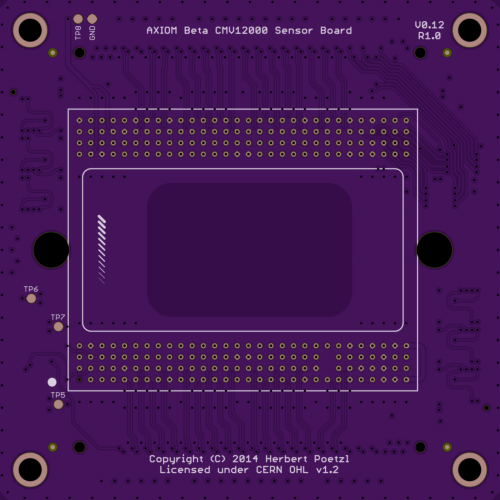 TP8
GND
AXIOM Beta CMV12000 Sensor Board
V0.12
R1.0
TP6
TP7
TP5
Copyright (C) 2014 Herbert Poetzl
Licensed under CERN OHL v1.2